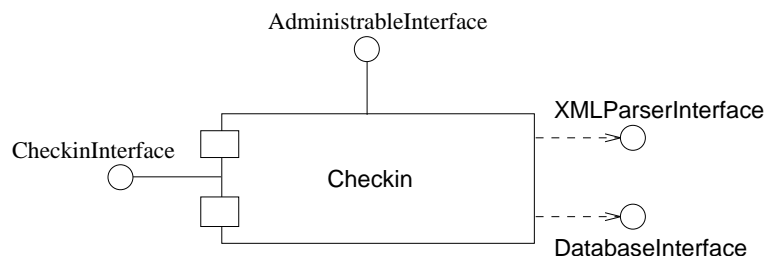 AdministrableInterface
XMLParserInterface
CheckinInterface
Checkin
DatabaseInterface